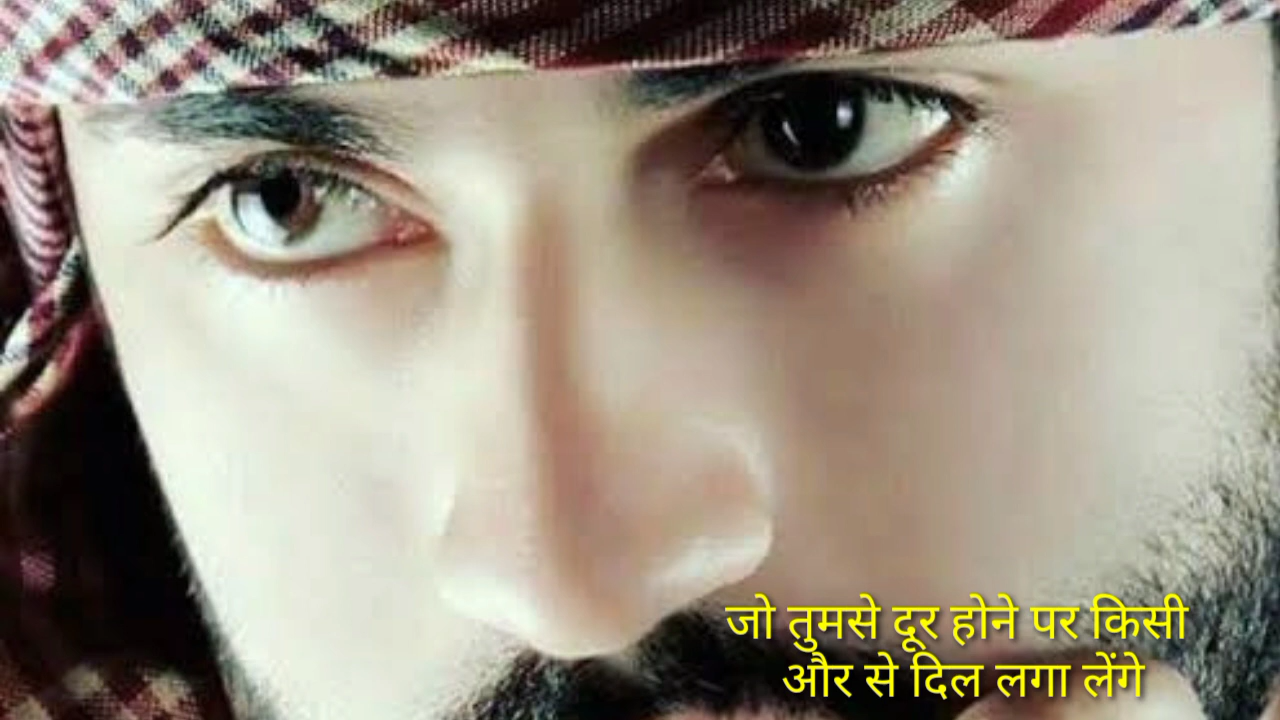 जो तुमसे दूर होने पर किसी
और से दिल लगा लेंगे